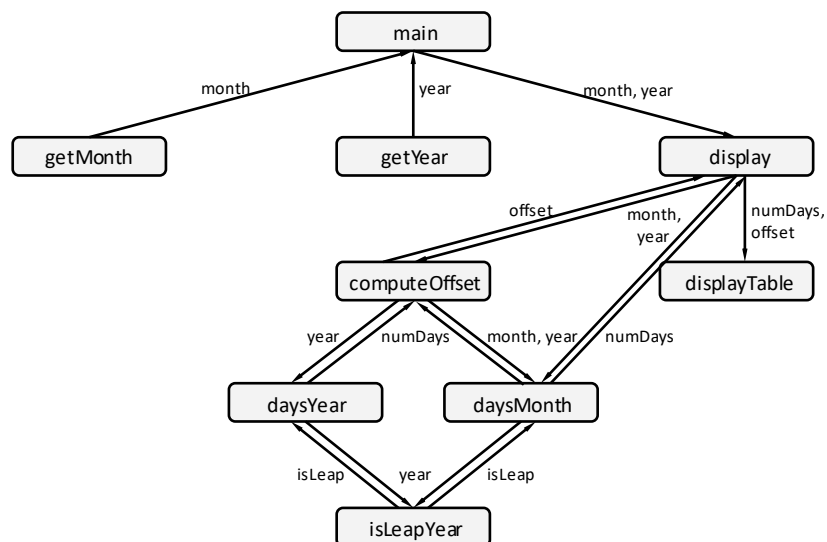 main
month
year
month, year
getMonth
getYear
display
offset
month,
year
numDays,
offset
computeOffset
displayTable
year
numDays
month, year
numDays
daysYear
daysMonth
isLeap
year
isLeap
isLeapYear